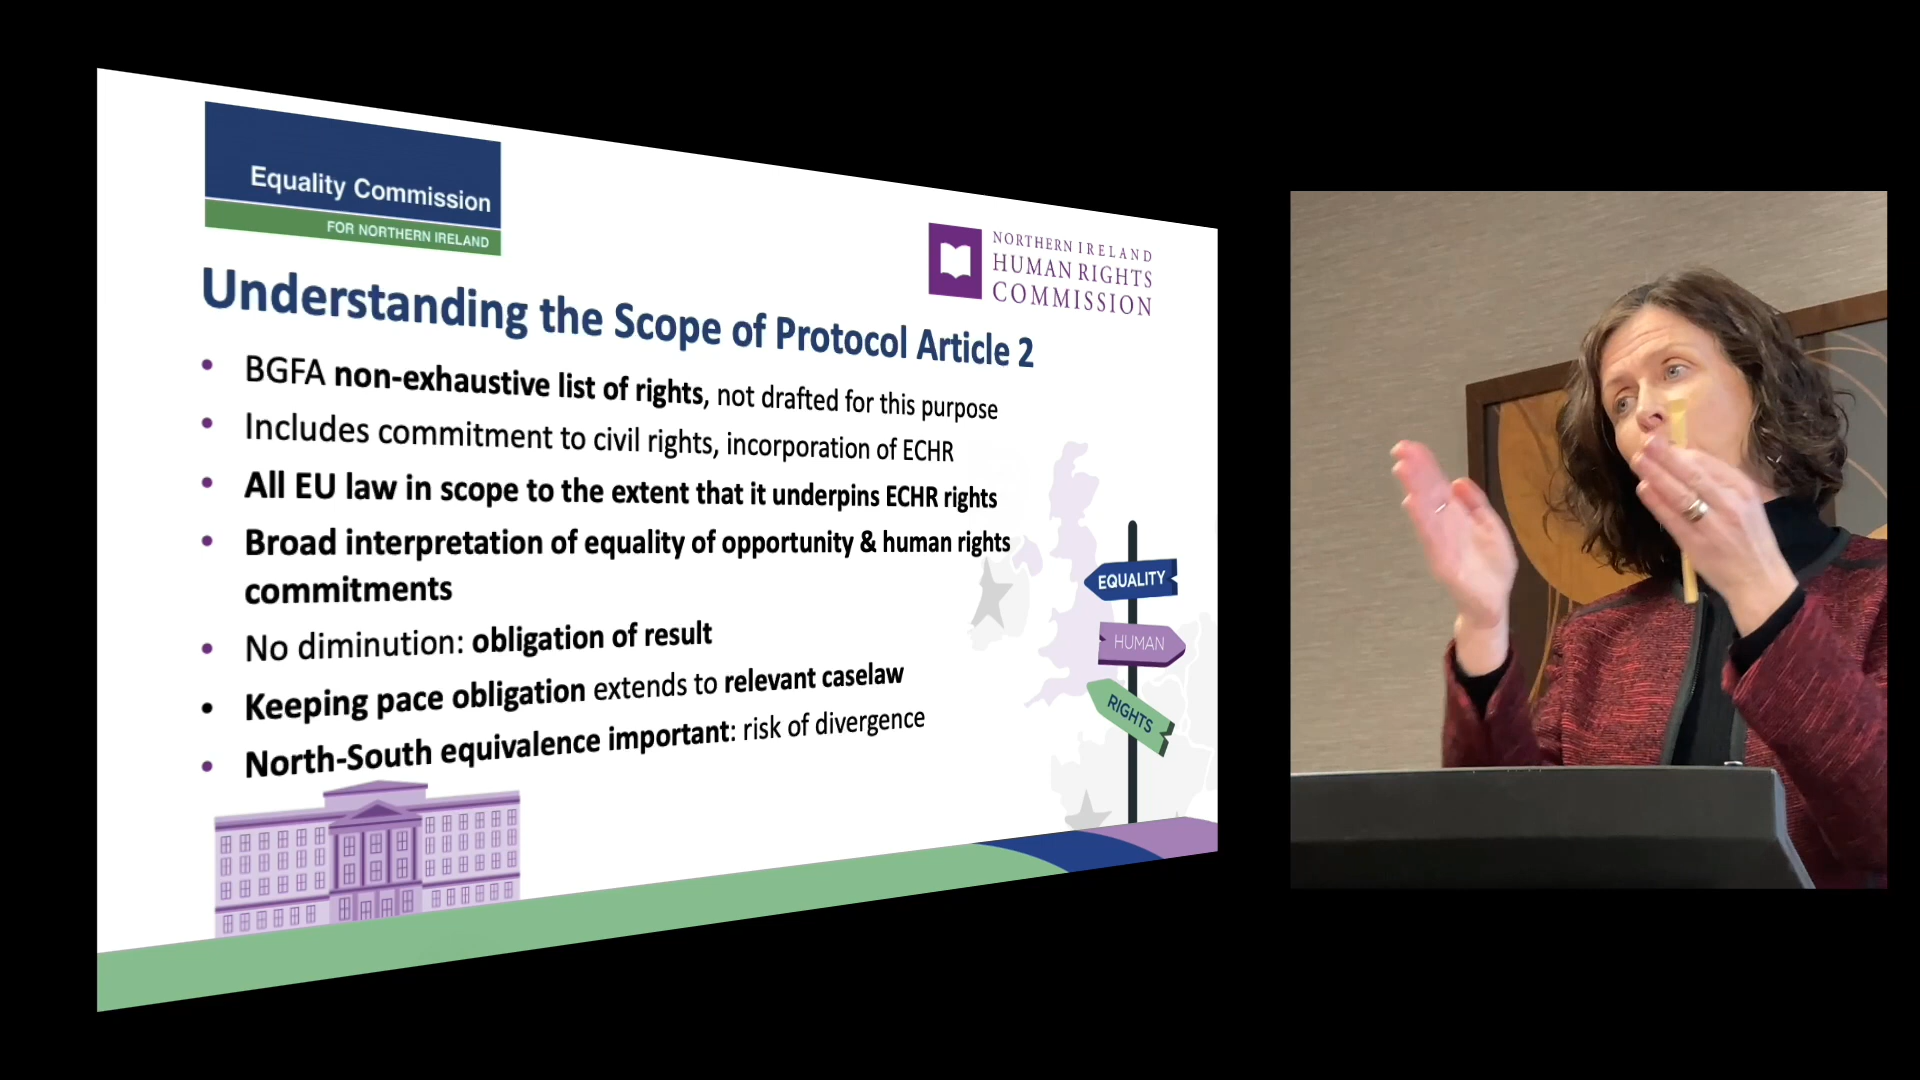 Equality Commission
FOR NORTHERN IRELAND
NORTHERN IRELAND
HUMAN RIGHTS
COMMISSION
Understanding the Scope of Protocol Article 2
• BGFA non-exhaustive list of rights, not drafted for this purpose
• Includes commitment to civil rights, incorporation of ECHR
• All EU law in scope to the extent that it underpins ECHR rights
• Broad interpretation of equality of opportunity & human rights
commitments
• No diminution: obligation of result
• Keeping pace obligation extends to relevant caselaw
• North-South equivalence important: risk of divergence
EQUALITY
HUMAN
RIGHTS